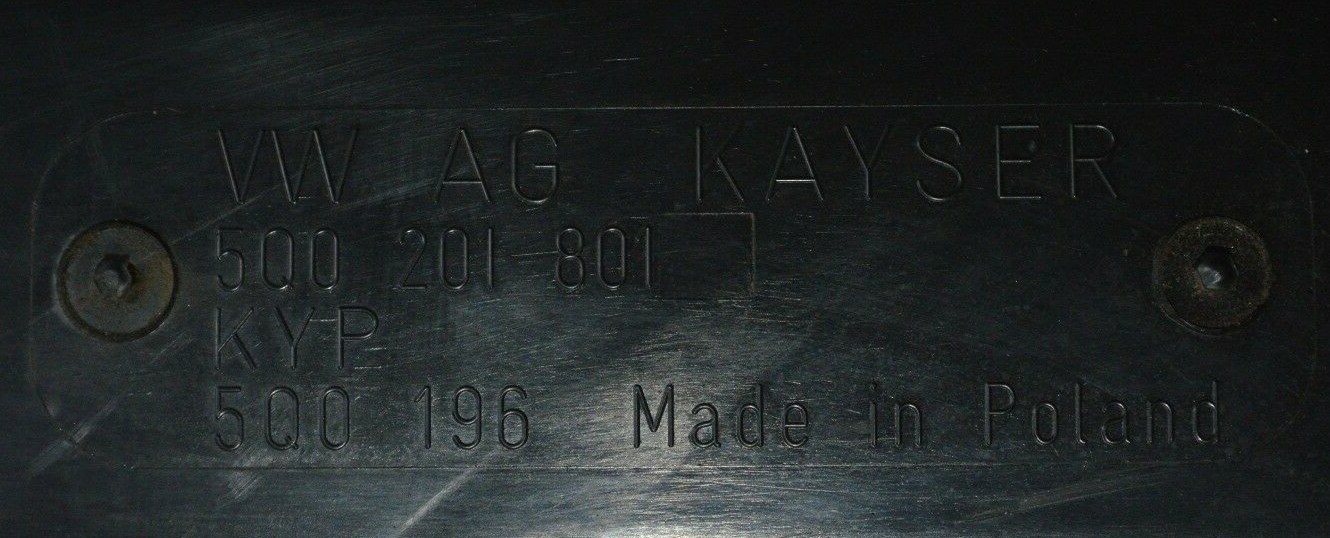 VW AG KAYSER
5Q0 201 801
KYP
5Q0 196 Made in Poland